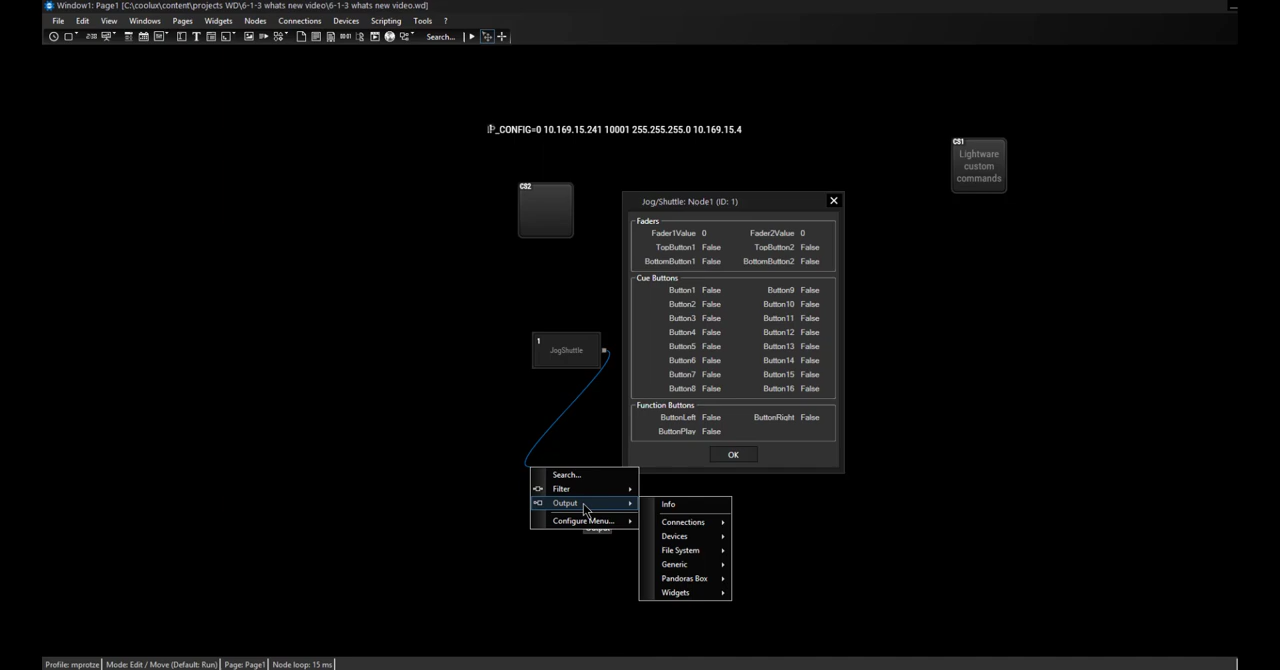 Window1: Page1 [C:\coolux\content\projects WD\6-1-3 whats new video\6-1-3 whats new video.wd]
File Edit View Windows Pages Widgets Nodes Connections Devices Scripting Tools ?
Search...
IP_CONFIG=0 10.169.15.241 10001 255.255.255.0 10.169.15.4
CS1
Lightware
custom
commands
CS2
Jog/Shuttle: Node1 (ID: 1)
Faders
Fader1Value 0 Fader2Value 0
TopButton1 False TopButton2 False
BottomButton1 False BottomButton2 False
Cue Buttons
Button1 False Button9 False
Button2 False Button10 False
Button3 False Button11 False
Button4 False Button12 False
Button5 False Button13 False
Button6 False Button14 False
Button7 False Button15 False
Button8 False Button16 False
Function Buttons
ButtonLeft False ButtonRight False
ButtonPlay False
OK
1
JogShuttle
Search...
Filter
Output
Configure Menu...
Output
Info
Connections
Devices
File System
Generic
Pandoras Box
Widgets
Profile: mprotze Mode: Edit / Move (Default: Run) Page: Page1 Node loop: 15 ms